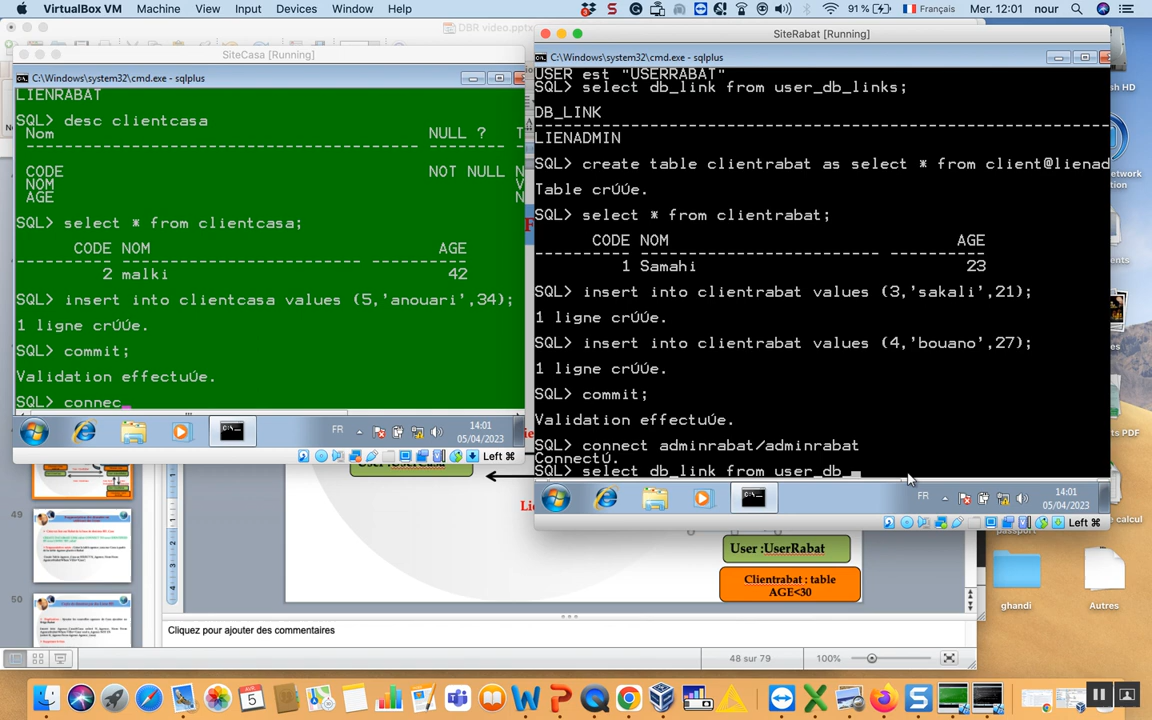 VirtualBox VM Machine View Input Devices Window Help 91 % Français Mer. 12:01 nour
DBR video.pptx
SiteCasa [Running]
C:\Windows\system32\cmd.exe - sqlplus
LIENRABAT
SQL> desc clientcasa
Nom NULL ? T
CODE NOT NULL N
NOM V
AGE N
SQL> select * from clientcasa;
CODE NOM AGE
2 malki 42
SQL> insert into clientcasa values (5,'anouari',34);
1 ligne crÚÚe.
SQL> commit;
Validation effectuÚe.
SQL> connec_
FR 14:01
05/04/2023
Left ⌘
SiteRabat [Running]
C:\Windows\system32\cmd.exe - sqlplus
USER est "USERRABAT"
SQL> select db_link from user_db_links;
DB_LINK
LIENADMIN
SQL> create table clientrabat as select * from client@lienad
Table crÚÚe.
SQL> select * from clientrabat;
CODE NOM AGE
1 Samahi 23
SQL> insert into clientrabat values (3,'sakali',21);
1 ligne crÚÚe.
SQL> insert into clientrabat values (4,'bouano',27);
1 ligne crÚÚe.
SQL> commit;
Validation effectuÚe.
SQL> connect adminrabat/adminrabat
ConnectÚ.
SQL> select db_link from user_db_
FR 14:01
05/04/2023
Left ⌘
User :UserRabat
Clientrabat : table
AGE<30
49
50
Cliquez pour ajouter des commentaires
48 sur 79 100%
ghandi
Autres